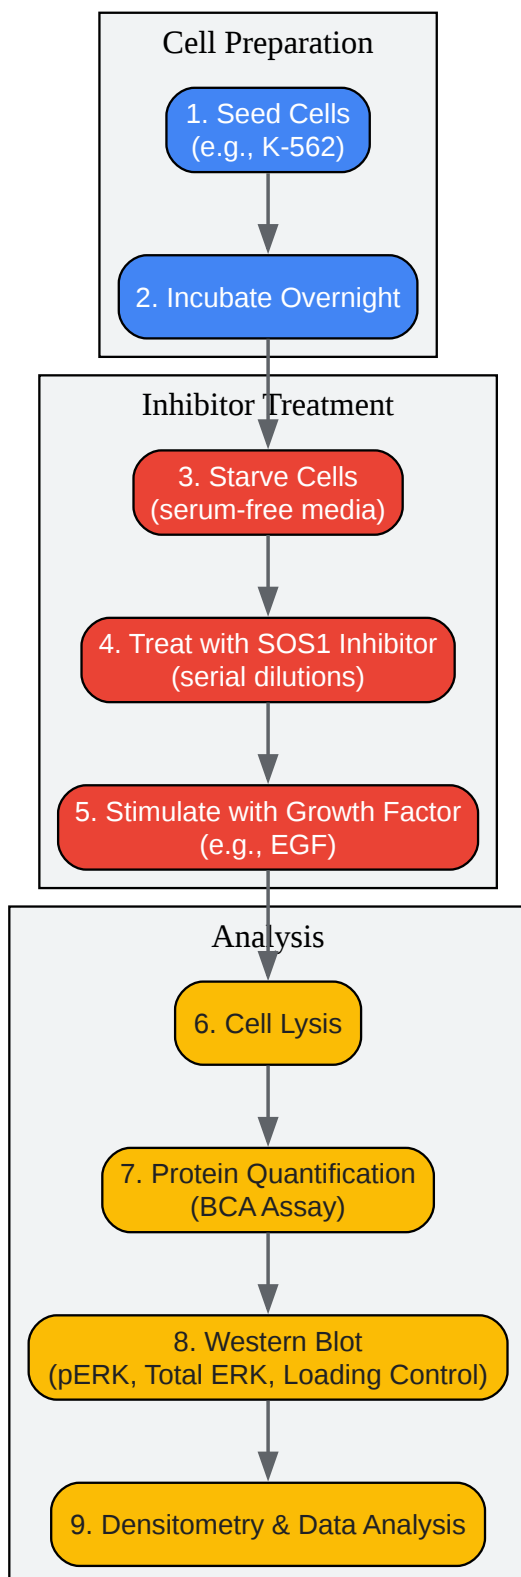 Cell Preparation
1. Seed Cells
(e.g., K-562)
2. Incubate Overnight
Inhibitor Treatment
3. Starve Cells
(serum-free media)
4. Treat with SOS1 Inhibitor
(serial dilutions)
5. Stimulate with Growth Factor
(e.g., EGF)
Analysis
6. Cell Lysis
7. Protein Quantification
(BCA Assay)
8. Western Blot
(pERK, Total ERK, Loading Control)
9. Densitometry & Data Analysis